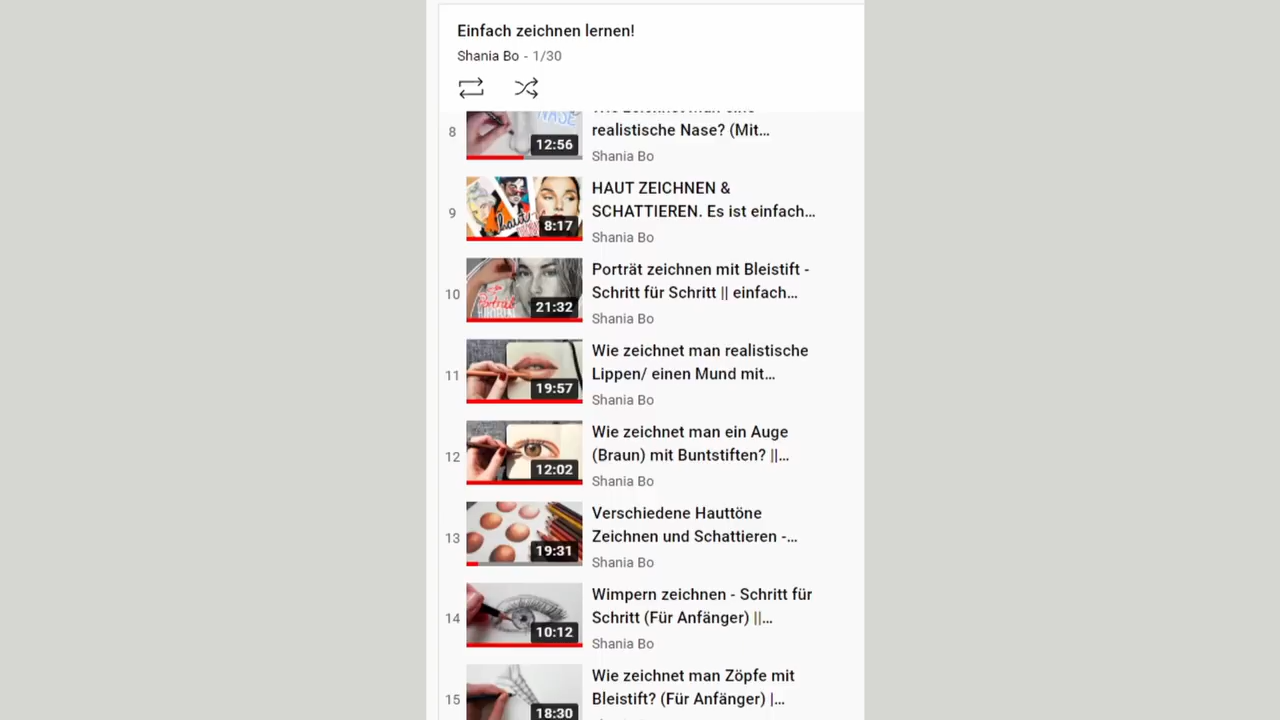 Einfach zeichnen lernen!
Shania Bo - 1/30
8
NASE
12:56
realistische Nase? (Mit...
Shania Bo
9
haut
8:17
HAUT ZEICHNEN &
SCHATTIEREN. Es ist einfach...
Shania Bo
10
Portrait
TUTORIAL
21:32
Porträt zeichnen mit Bleistift -
Schritt für Schritt || einfach...
Shania Bo
11
19:57
Wie zeichnet man realistische
Lippen/ einen Mund mit...
Shania Bo
12
12:02
Wie zeichnet man ein Auge
(Braun) mit Buntstiften? ||...
Shania Bo
13
19:31
Verschiedene Hauttöne
Zeichnen und Schattieren -...
Shania Bo
14
10:12
Wimpern zeichnen - Schritt für
Schritt (Für Anfänger) ||...
Shania Bo
15
18:30
Wie zeichnet man Zöpfe mit
Bleistift? (Für Anfänger) |...